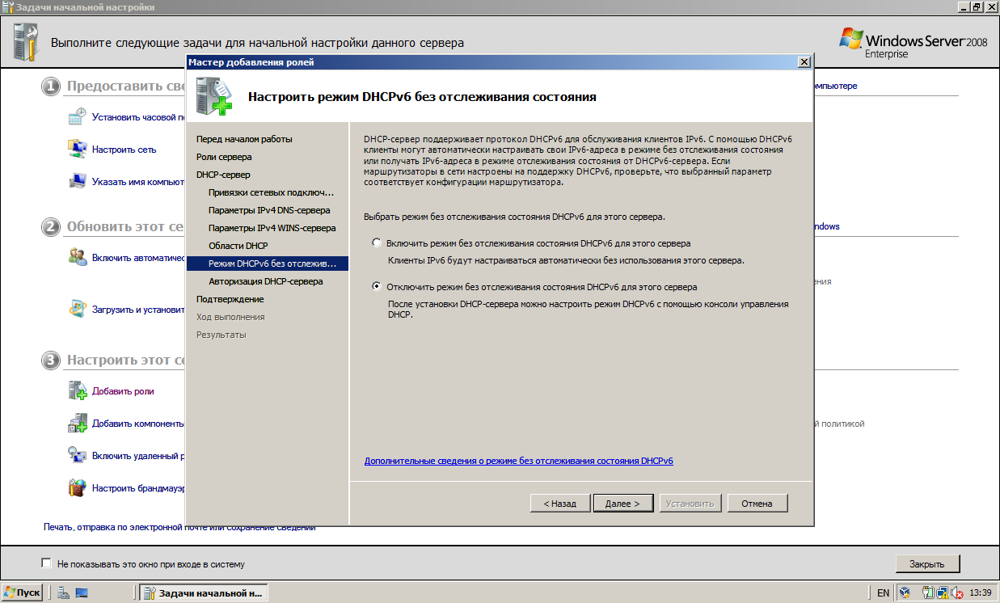 Задачи начальной настройки
Выполните следующие задачи для начальной настройки данного сервера
Windows Server 2008
Enterprise
Мастер добавления ролей
Настроить режим DHCPv6 без отслеживания состояния
Перед началом работы
Роли сервера
DHCP-сервер
Привязки сетевых подключ...
Параметры IPv4 DNS-сервера
Параметры IPv4 WINS-сервера
Области DHCP
Режим DHCPv6 без отслежив...
Авторизация DHCP-сервера
Подтверждение
Ход выполнения
Результаты
DHCP-сервер поддерживает протокол DHCPv6 для обслуживания клиентов IPv6. С помощью DHCPv6
клиенты могут автоматически настраивать свои IPv6-адреса в режиме без отслеживания состояния
или получать IPv6-адреса в режиме отслеживания состояния от DHCPv6-сервера. Если
маршрутизаторы в сети настроены на поддержку DHCPv6, проверьте, что выбранный параметр
соответствует конфигурации маршрутизатора.
Выбрать режим без отслеживания состояния DHCPv6 для этого сервера.
Включить режим без отслеживания состояния DHCPv6 для этого сервера
Клиенты IPv6 будут настраиваться автоматически без использования этого сервера.
Отключить режим без отслеживания состояния DHCPv6 для этого сервера
После установки DHCP-сервера можно настроить режим DHCPv6 с помощью консоли управления
DHCP.
Дополнительные сведения о режиме без отслеживания состояния DHCPv6
< Назад
Далее >
Установить
Отмена
1 Предоставить све
мпьютере
Установить часовой п
Настроить сеть
Указать имя компьют
2 Обновить этот се
ndows
Включить автоматичес
ения
Загрузить и установит
3 Настроить этот се
Добавить роли
Добавить компоненты
й политикой
Включить удаленный р
Настроить брандмауэр
Печать, отправка по электронной почте или сохранение сведений
Не показывать это окно при входе в систему
Закрыть
Пуск
Задачи начальной н...
EN
13:39